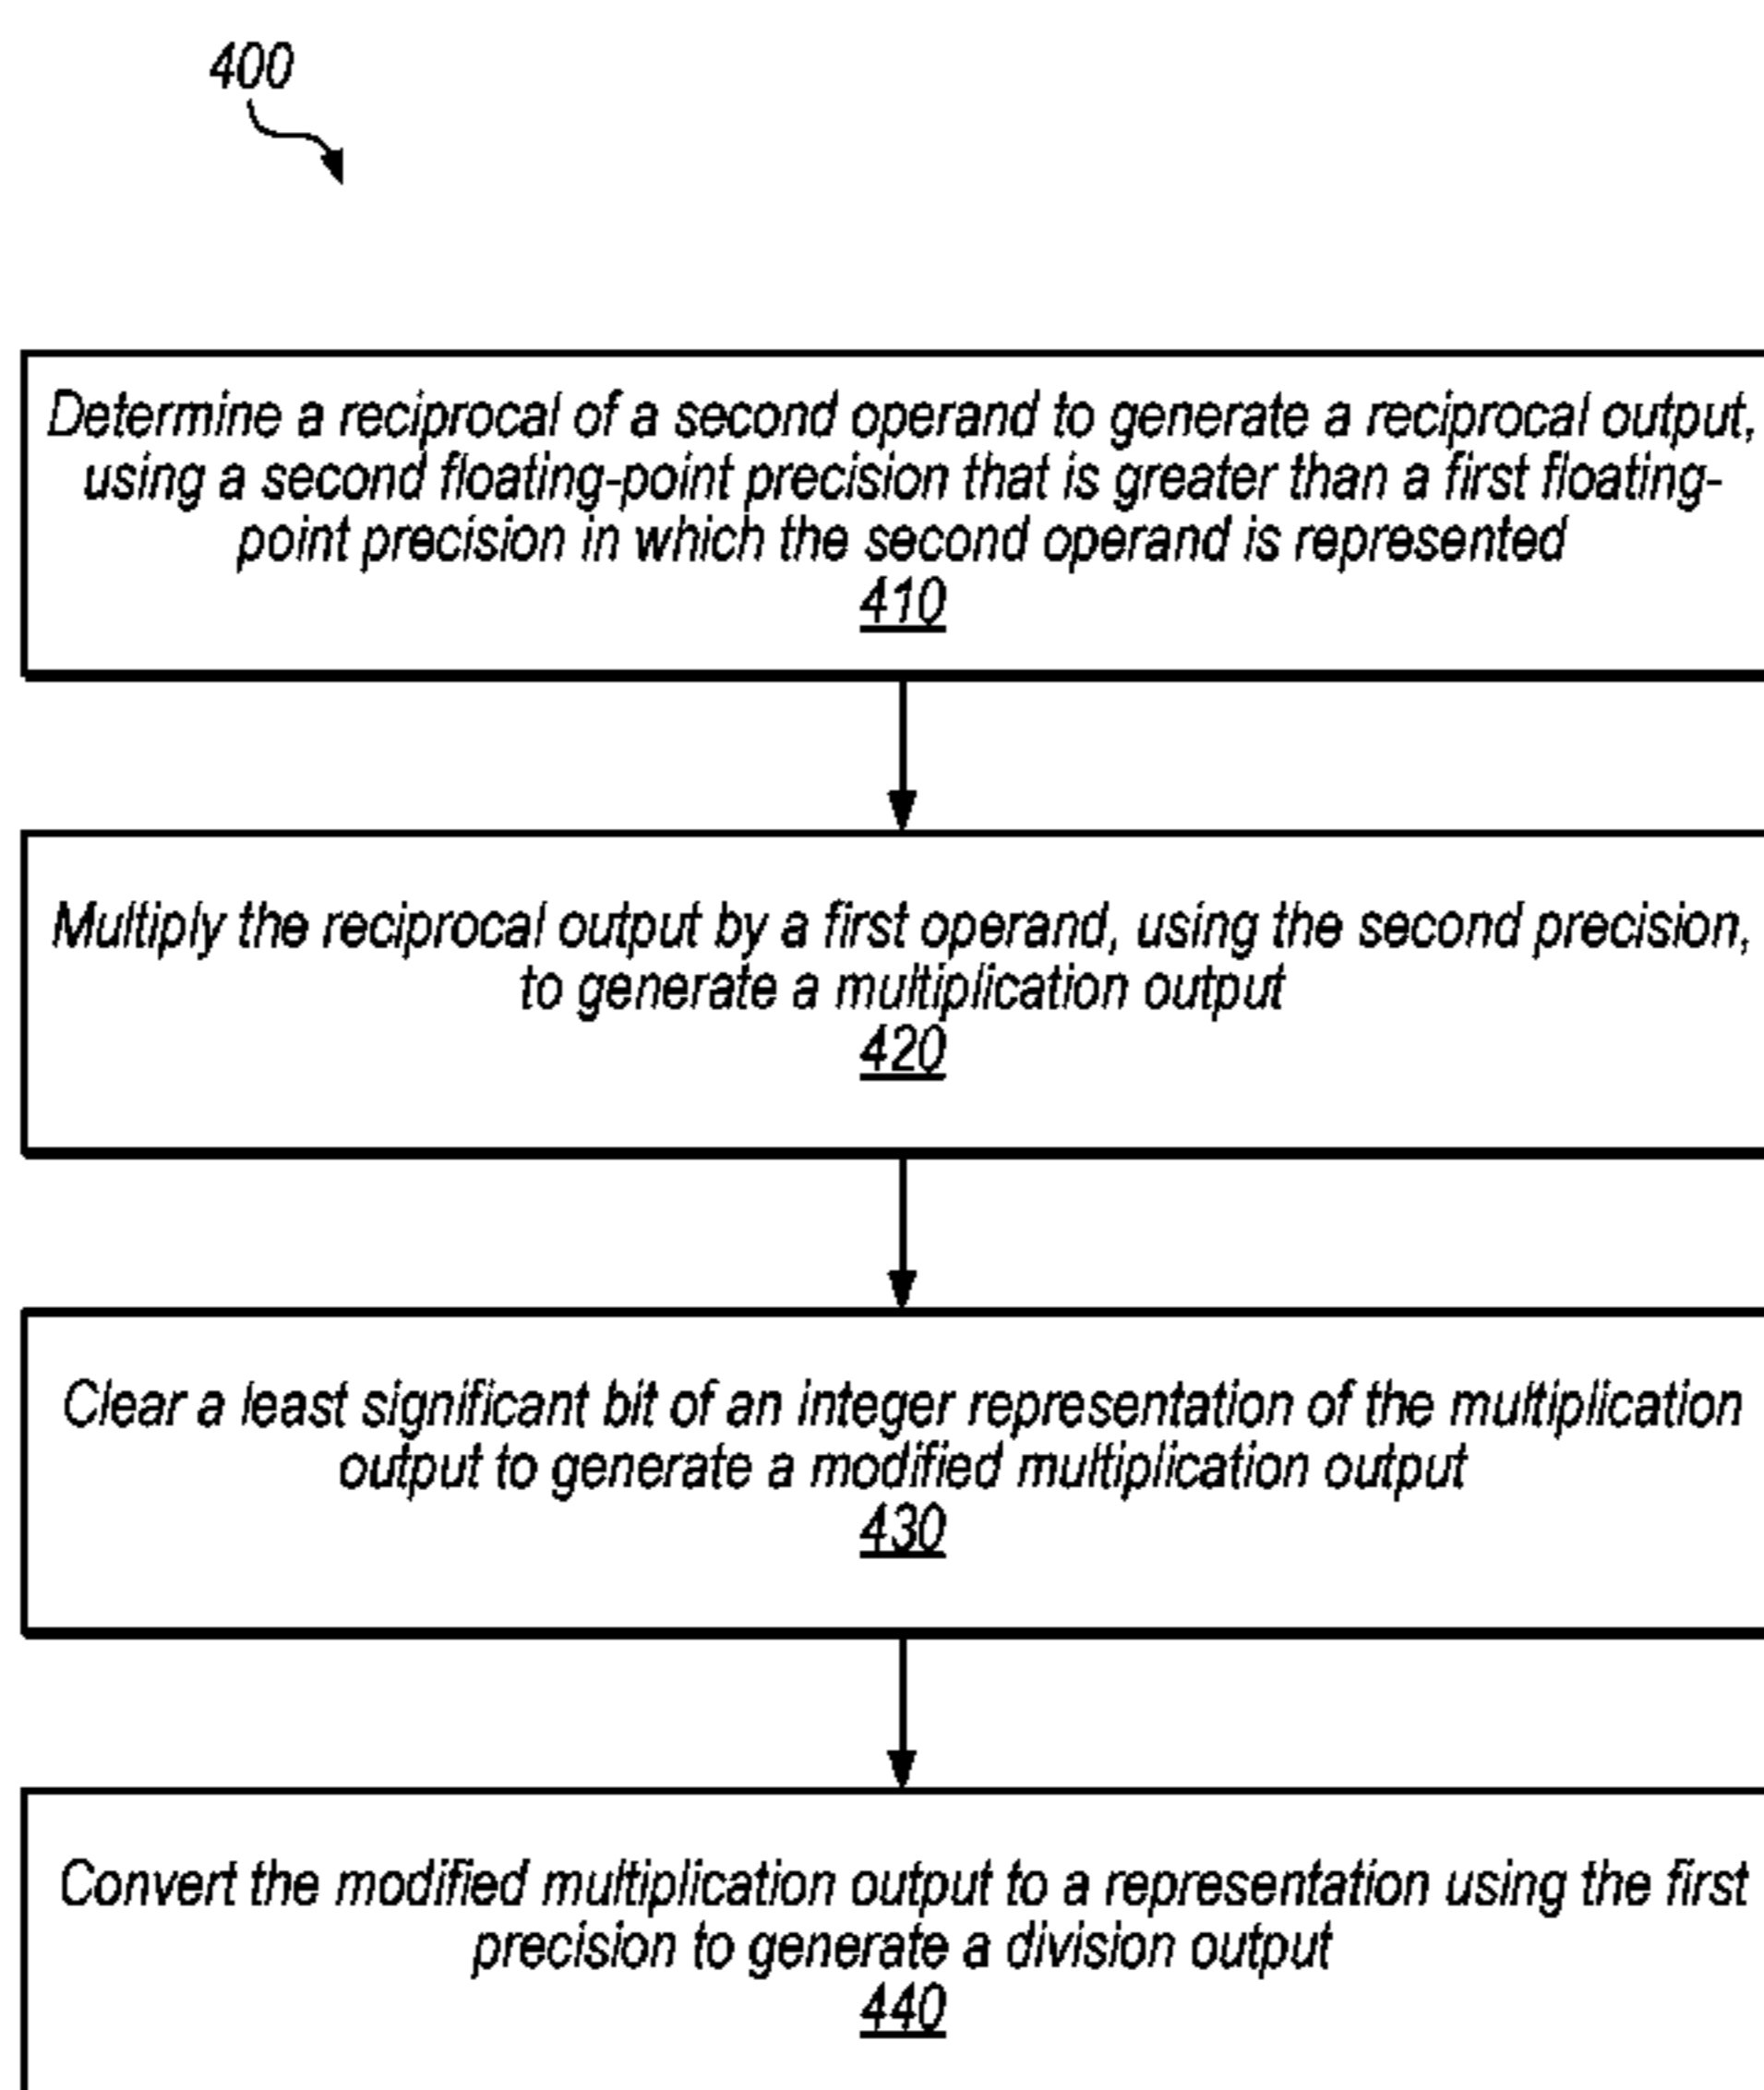 400
Determine a reciprocal of a second operand to generate a reciprocal output,
using a second floating-point precision that is greater than a first floating-
point precision in which the second operand is represented
410
Multiply the reciprocal output by a first operand, using the second precision,
to generate a multiplication output
420
Clear a least significant bit of an integer representation of the multiplication
output to generate a modified multiplication output
430
Convert the modified multiplication output to a representation using the first
precision to generate a division output
440